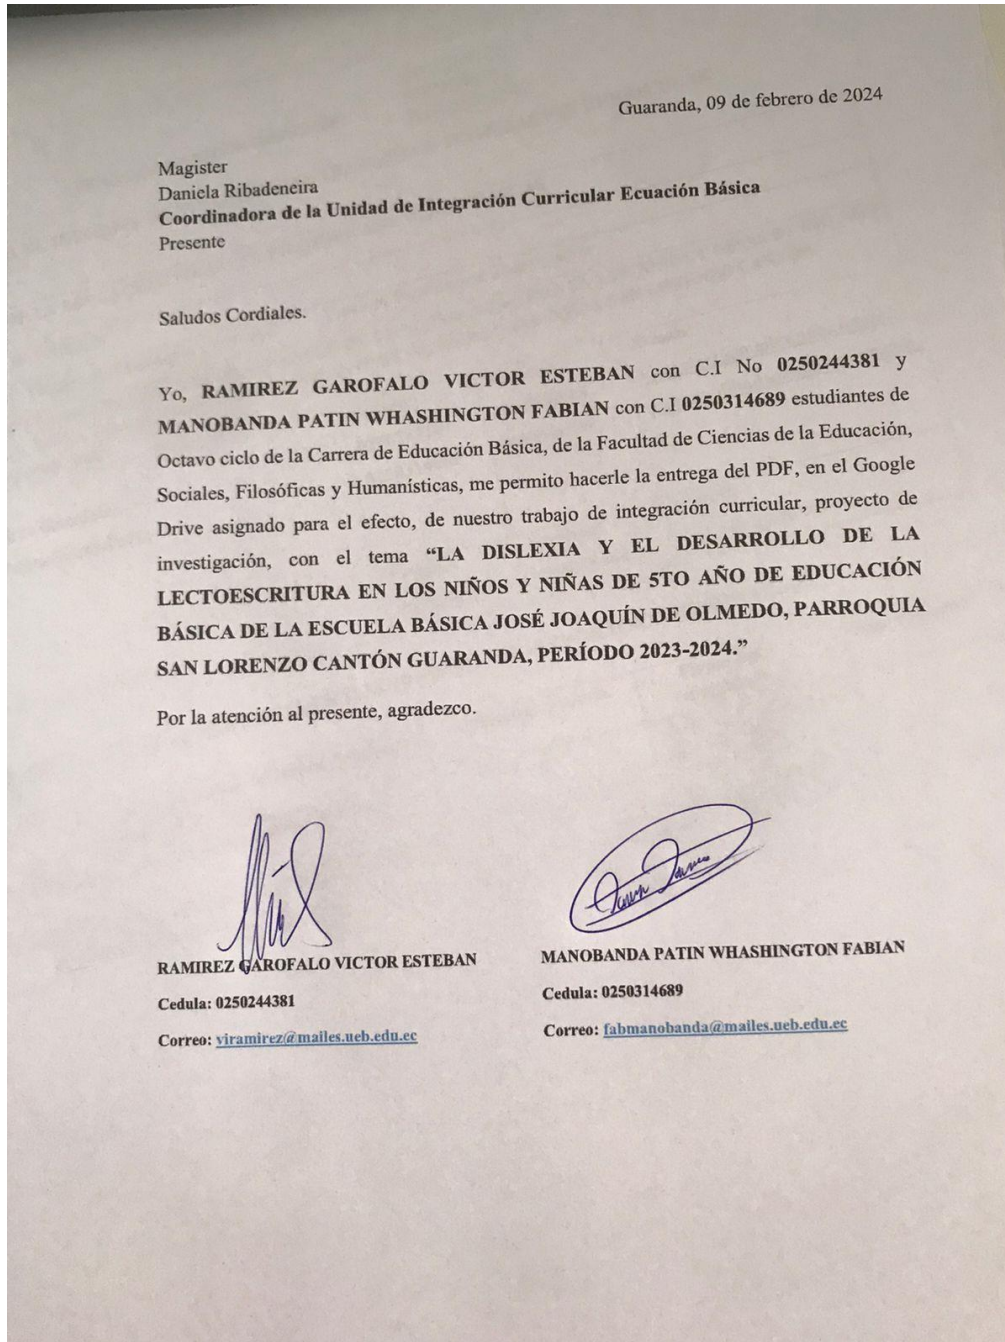 Guaranda, 09 de febrero de 2024
Magister
Daniela Ribadeneira
Coordinadora de la Unidad de Integración Curricular Ecuación Básica
Presente
Saludos Cordiales.
Yo, RAMIREZ GAROFALO VICTOR ESTEBAN con C.I No 0250244381 y
MANOBANDA PATIN WHASHINGTON FABIAN con C.I 0250314689 estudiantes de
Octavo ciclo de la Carrera de Educación Básica, de la Facultad de Ciencias de la Educación,
Sociales, Filosóficas y Humanísticas, me permito hacerle la entrega del PDF, en el Google
Drive asignado para el efecto, de nuestro trabajo de integración curricular, proyecto de
investigación, con el tema “LA DISLEXIA Y EL DESARROLLO DE LA
LECTOESCRITURA EN LOS NIÑOS Y NIÑAS DE 5TO AÑO DE EDUCACIÓN
BÁSICA DE LA ESCUELA BÁSICA JOSÉ JOAQUÍN DE OLMEDO, PARROQUIA
SAN LORENZO CANTÓN GUARANDA, PERÍODO 2023-2024.”
Por la atención al presente, agradezco.
RAMIREZ GAROFALO VICTOR ESTEBAN
Cedula: 0250244381
Correo: viramirez@mailes.ueb.edu.ec
MANOBANDA PATIN WHASHINGTON FABIAN
Cedula: 0250314689
Correo: fabmanobanda@mailes.ueb.edu.ec